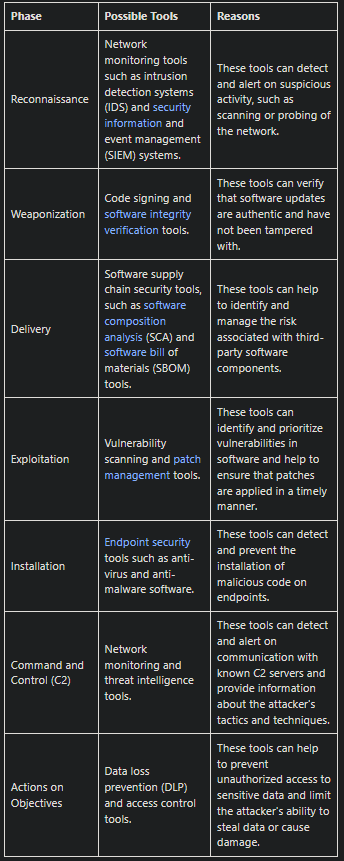 Phase
Possible Tools
Reasons
Reconnaissance
Network
monitoring tools
such as intrusion
detection systems
(IDS) and security
information and
event management
(SIEM) systems.
These tools can detect
and alert on suspicious
activity, such as
scanning or probing of
the network.
Weaponization
Code signing and
software integrity
verification tools.
These tools can verify
that software updates
are authentic and have
not been tampered
with.
Delivery
Software supply
chain security tools,
such as software
composition
analysis (SCA) and
software bill of
materials (SBOM)
tools.
These tools can help
to identify and
manage the risk
associated with third-
party software
components.
Exploitation
Vulnerability
scanning and patch
management tools.
These tools can
identify and prioritize
vulnerabilities in
software and help to
ensure that patches
are applied in a timely
manner.
Installation
Endpoint security
tools such as anti-
virus and anti-
malware software.
These tools can detect
and prevent the
installation of
malicious code on
endpoints.
Command and
Control (C2)
Network
monitoring and
threat intelligence
tools.
These tools can detect
and alert on
communication with
known C2 servers and
provide information
about the attacker's
tactics and techniques.
Actions on
Objectives
Data loss
prevention (DLP)
and access control
tools.
These tools can help
to prevent
unauthorized access to
sensitive data and limit
the attacker's ability to
steal data or cause
damage.